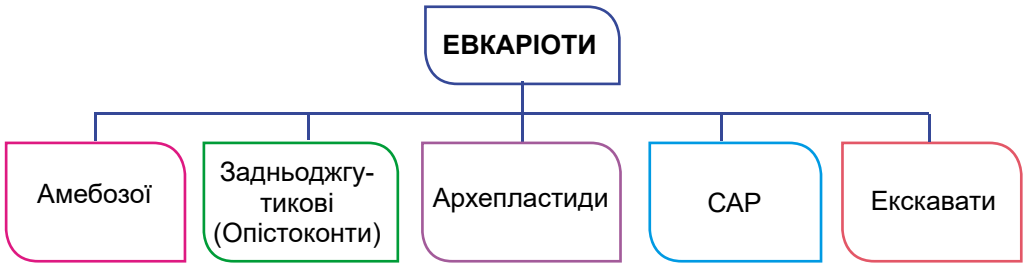 ЕВКАРІОТИ
Амебозої
Задньоджгу-
тикові
(Опістоконти)
Архепластиди
САР
Екскавати